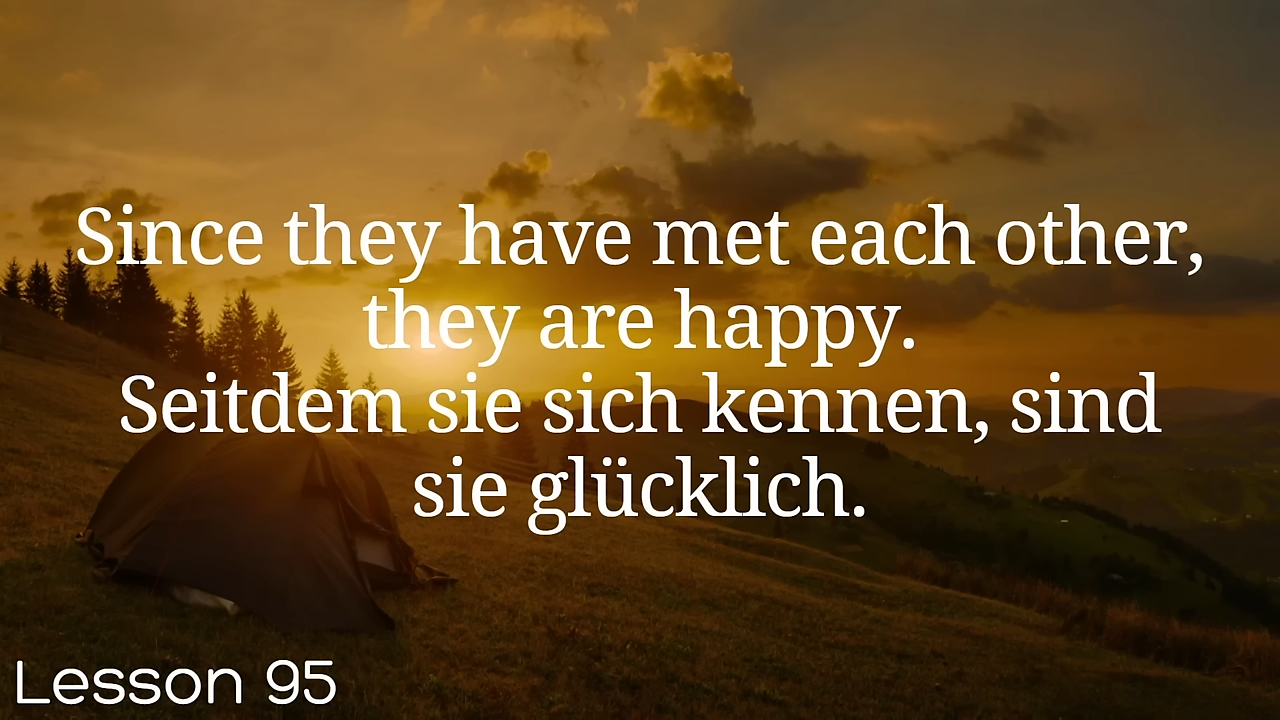 Since they have met each other,
they are happy.
Seitdem sie sich kennen, sind
sie glücklich.
Lesson 95